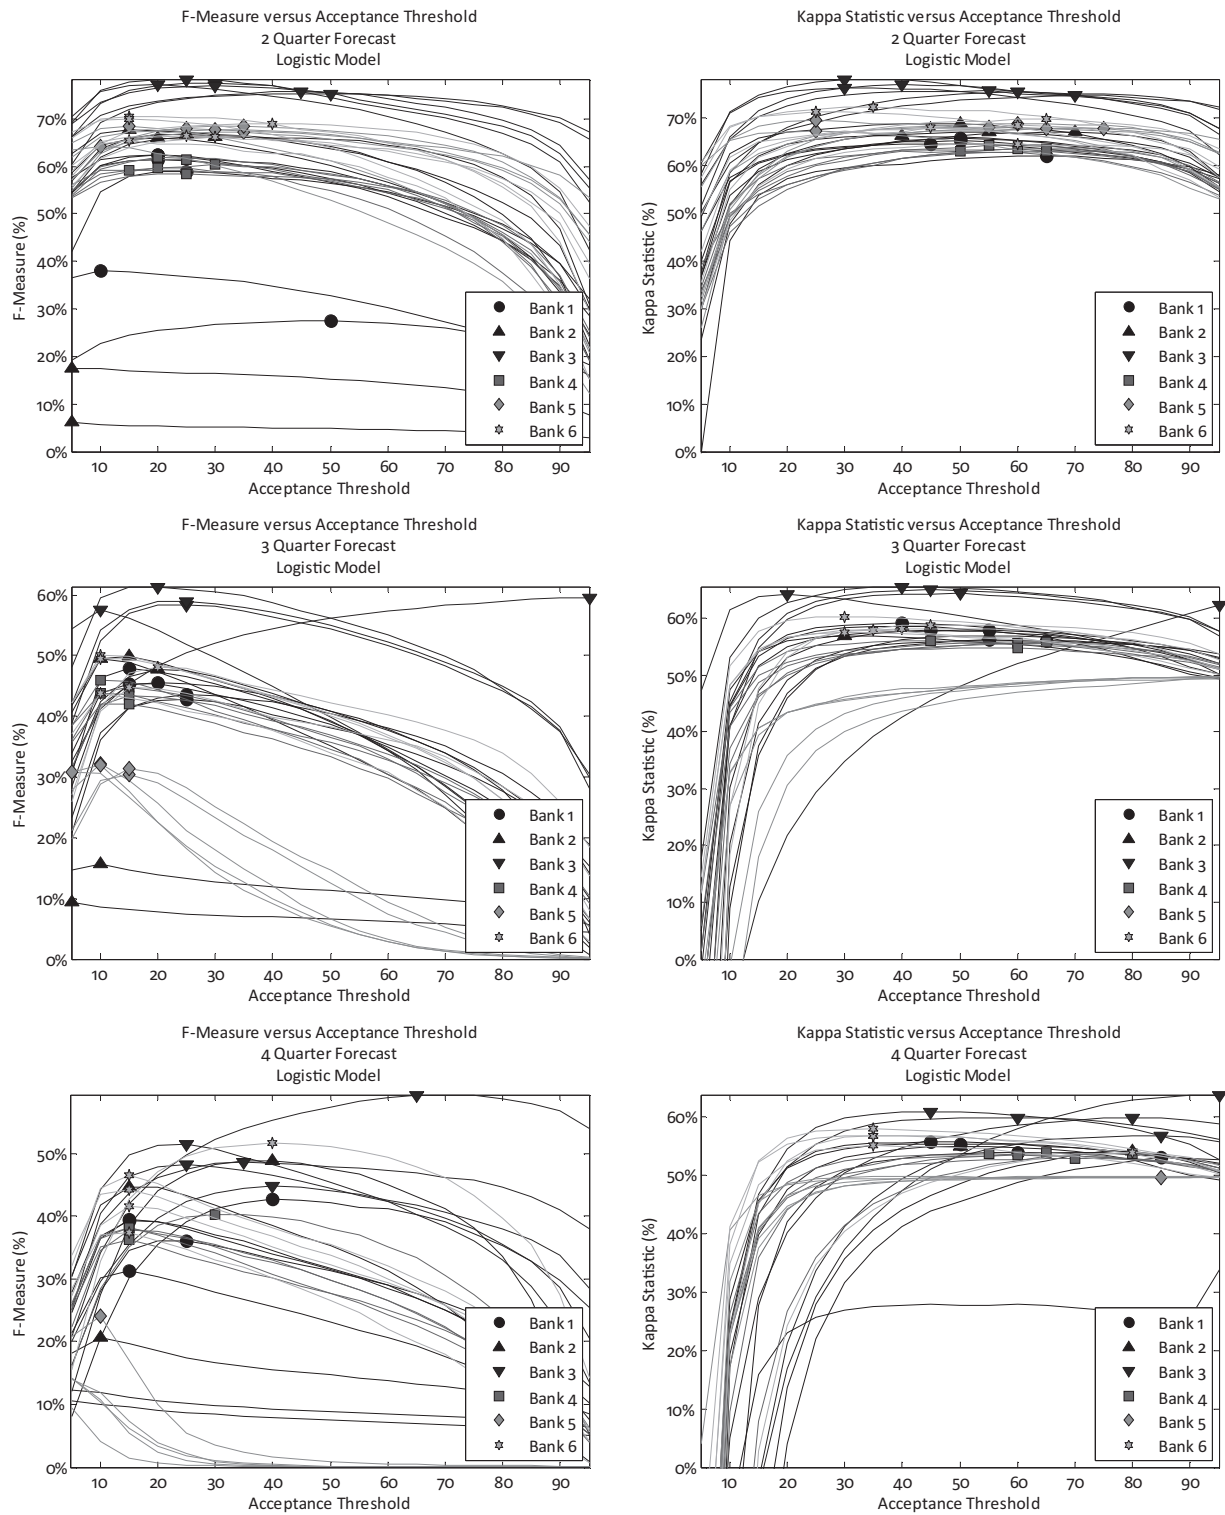 F-Measure versus Acceptance Threshold
2 Quarter Forecast
Logistic Model
70%
60%
50%
40%
30%
20%
10%
0%
F-Measure (%)
10 20 30 40 50 60 70 80 90
Acceptance Threshold
Bank 1
Bank 2
Bank 3
Bank 4
Bank 5
Bank 6
Kappa Statistic versus Acceptance Threshold
2 Quarter Forecast
Logistic Model
70%
60%
50%
40%
30%
20%
10%
0%
Kappa Statistic (%)
10 20 30 40 50 60 70 80 90
Acceptance Threshold
Bank 1
Bank 2
Bank 3
Bank 4
Bank 5
Bank 6
F-Measure versus Acceptance Threshold
3 Quarter Forecast
Logistic Model
60%
50%
40%
30%
20%
10%
0%
F-Measure (%)
10 20 30 40 50 60 70 80 90
Acceptance Threshold
Bank 1
Bank 2
Bank 3
Bank 4
Bank 5
Bank 6
Kappa Statistic versus Acceptance Threshold
3 Quarter Forecast
Logistic Model
60%
50%
40%
30%
20%
10%
0%
Kappa Statistic (%)
10 20 30 40 50 60 70 80 90
Acceptance Threshold
Bank 1
Bank 2
Bank 3
Bank 4
Bank 5
Bank 6
F-Measure versus Acceptance Threshold
4 Quarter Forecast
Logistic Model
50%
40%
30%
20%
10%
0%
F-Measure (%)
10 20 30 40 50 60 70 80 90
Acceptance Threshold
Bank 1
Bank 2
Bank 3
Bank 4
Bank 5
Bank 6
Kappa Statistic versus Acceptance Threshold
4 Quarter Forecast
Logistic Model
60%
50%
40%
30%
20%
10%
0%
Kappa Statistic (%)
10 20 30 40 50 60 70 80 90
Acceptance Threshold
Bank 1
Bank 2
Bank 3
Bank 4
Bank 5
Bank 6